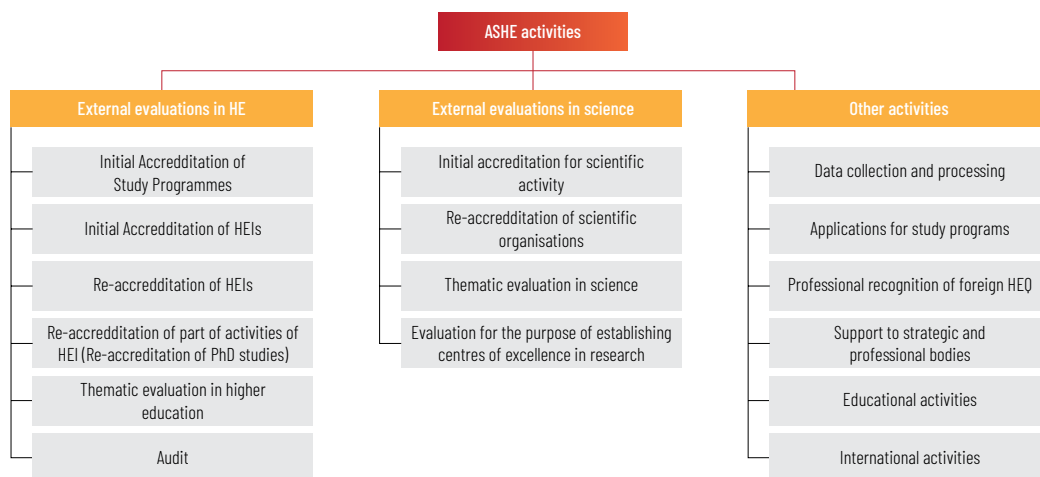 ASHE activities
External evaluations in HE
Initial Accredditation of
Study Programmes
Initial Accredditation of HEIs
Re-accredditation of HEIs
Re-accredditation of part of activities of
HEI (Re-accreditation of PhD studies)
Thematic evaluation in higher
education
Audit
External evaluations in science
Initial accreditation for scientific
activity
Re-accredditation of scientific
organisations
Thematic evaluation in science
Evaluation for the purpose of establishing
centres of excellence in research
Other activities
Data collection and processing
Applications for study programs
Professional recognition of foreign HEQ
Support to strategic and
professional bodies
Educational activities
International activities